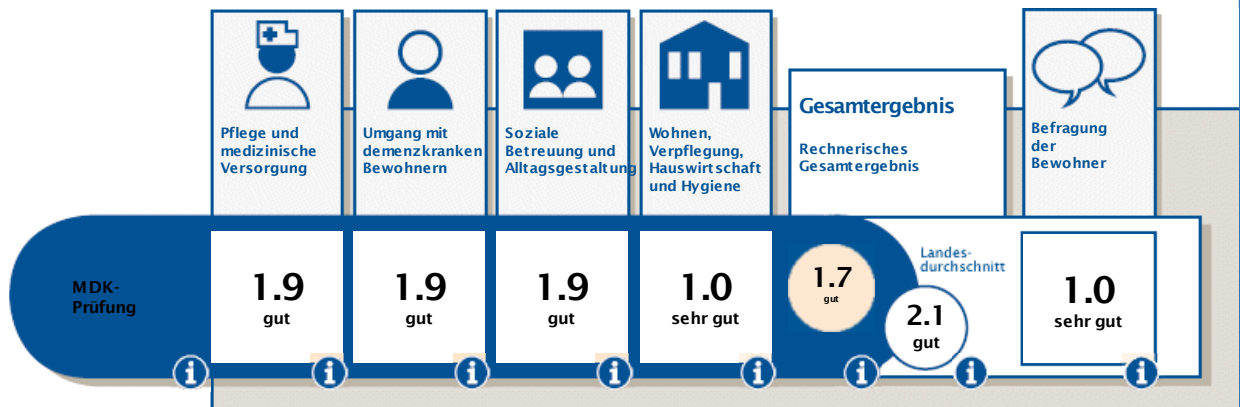 Pflege und
medizinische
Versorgung
Umgang mit
demenzkranken
Bewohnern
Soziale
Betreuung und
Alltagsgestaltung
Wohnen,
Verpflegung,
Hauswirtschaft
und Hygiene
Gesamtergebnis
Rechnerisches
Gesamtergebnis
Befragung
der
Bewohner
MDK-
Prüfung
1.9
gut
1.9
gut
1.9
gut
1.0
sehr gut
1.7
gut
Landes-
durchschnitt
2.1
gut
1.0
sehr gut
i
i
i
i
i
i
i
i